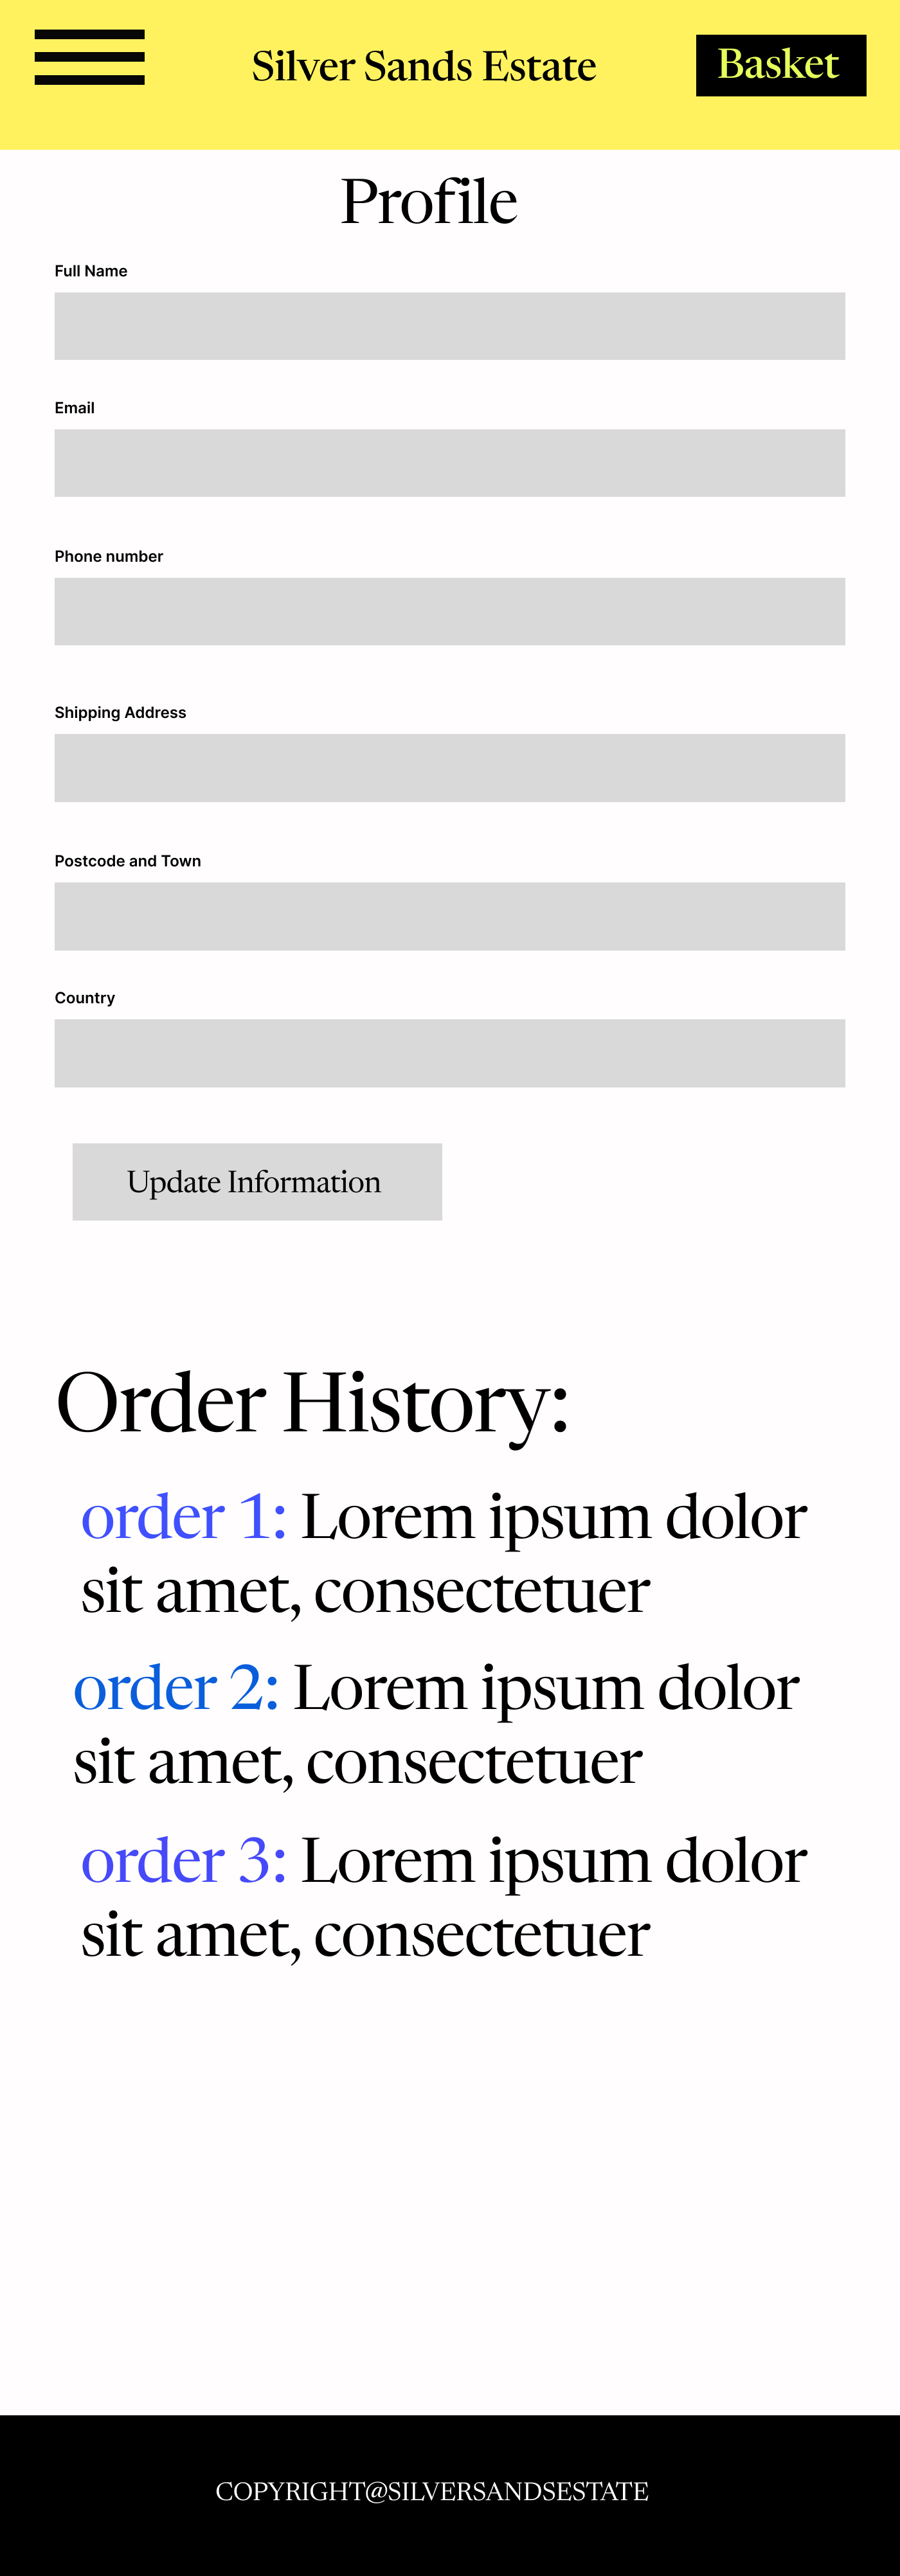 Silver Sands Estate
Basket
Profile
Full Name
Email
Phone number
Shipping Address
Postcode and Town
Country
Update Information
Order History:
order 1: Lorem ipsum dolor
sit amet, consectetuer
order 2: Lorem ipsum dolor
sit amet, consectetuer
order 3: Lorem ipsum dolor
sit amet, consectetuer
COPYRIGHT@SILVERSANDSESTATE